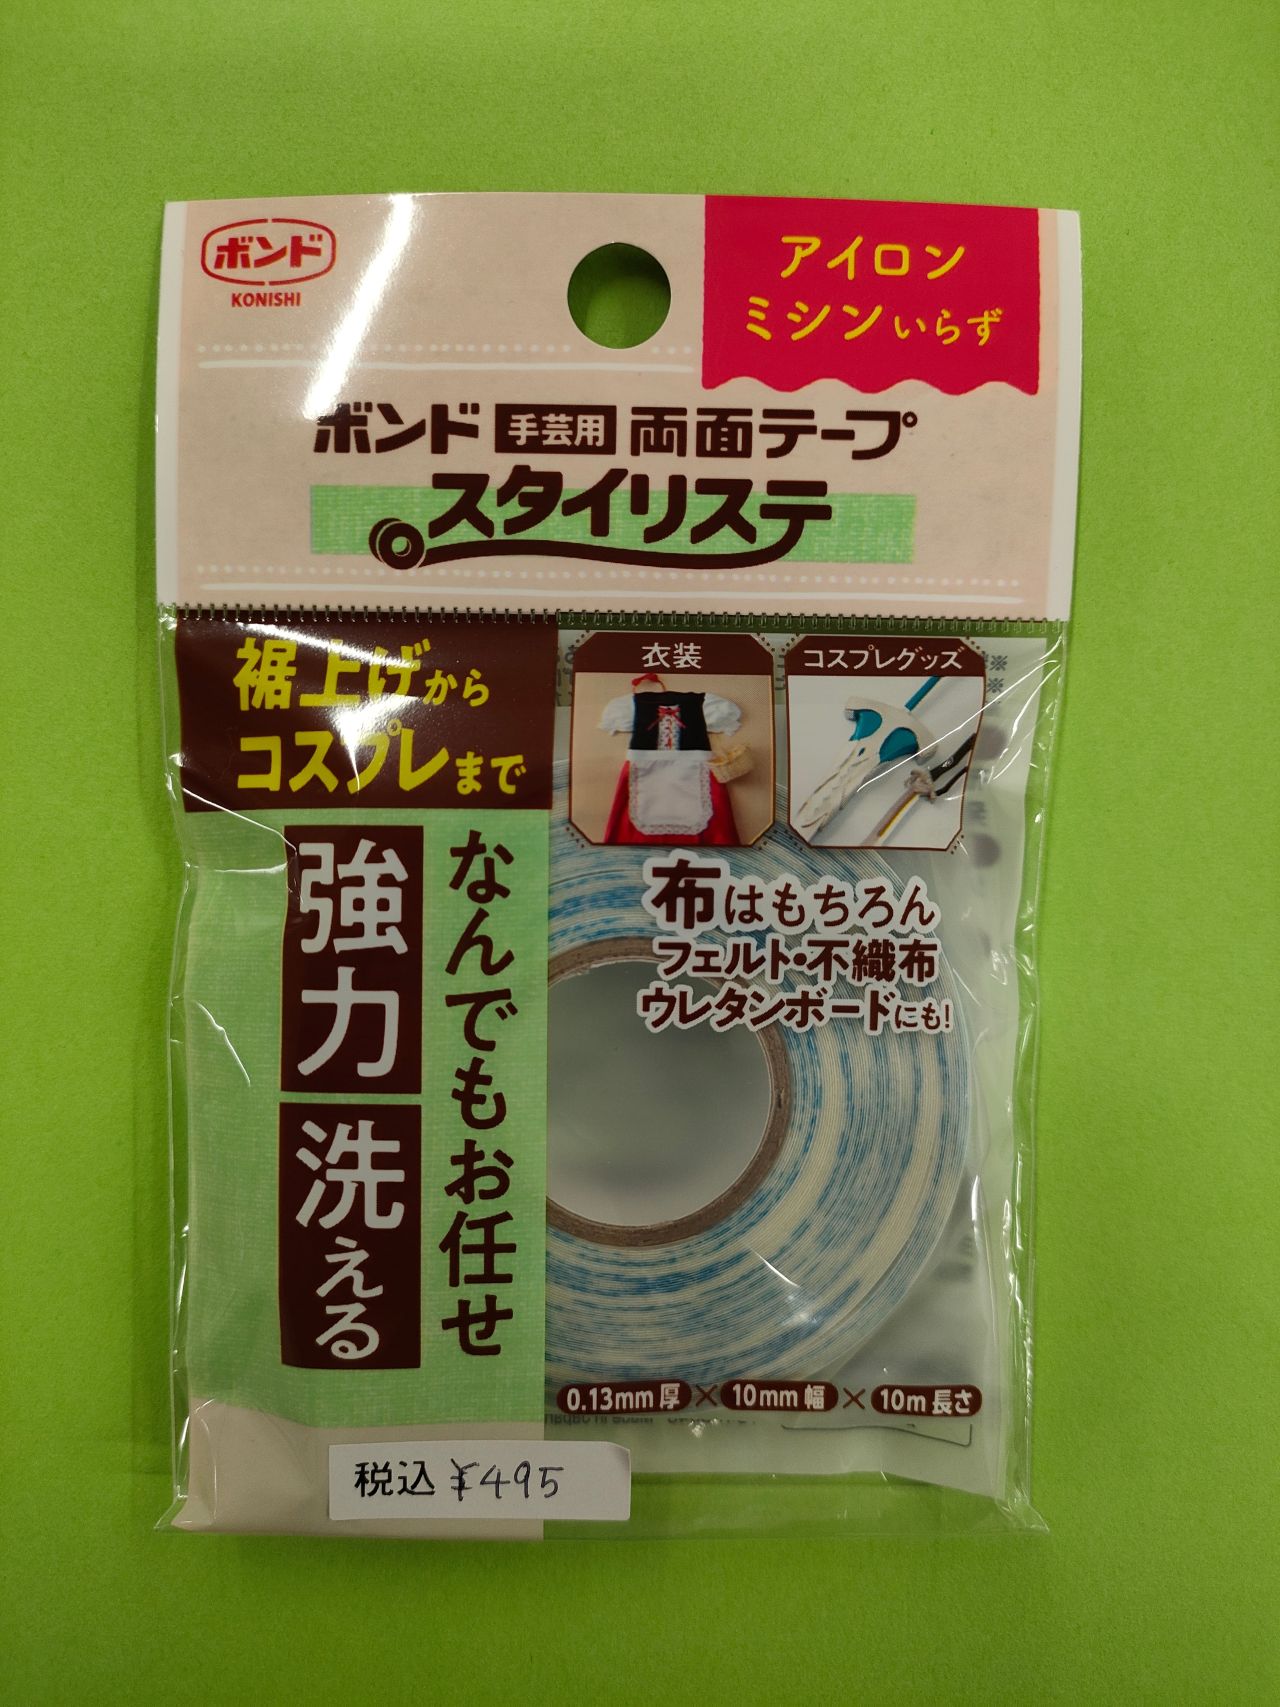 ボンド
KONISHI
アイロン
ミシンいらず
ボンド 手芸用 両面テープ
スタイリステ
裾上げから
コスプレまで
なんでもお任せ
強力
洗える
衣装
コスプレグッズ
布はもちろん
フェルト・不織布
ウレタンボードにも!
0.13mm厚×10mm幅×10m長さ
税込¥495